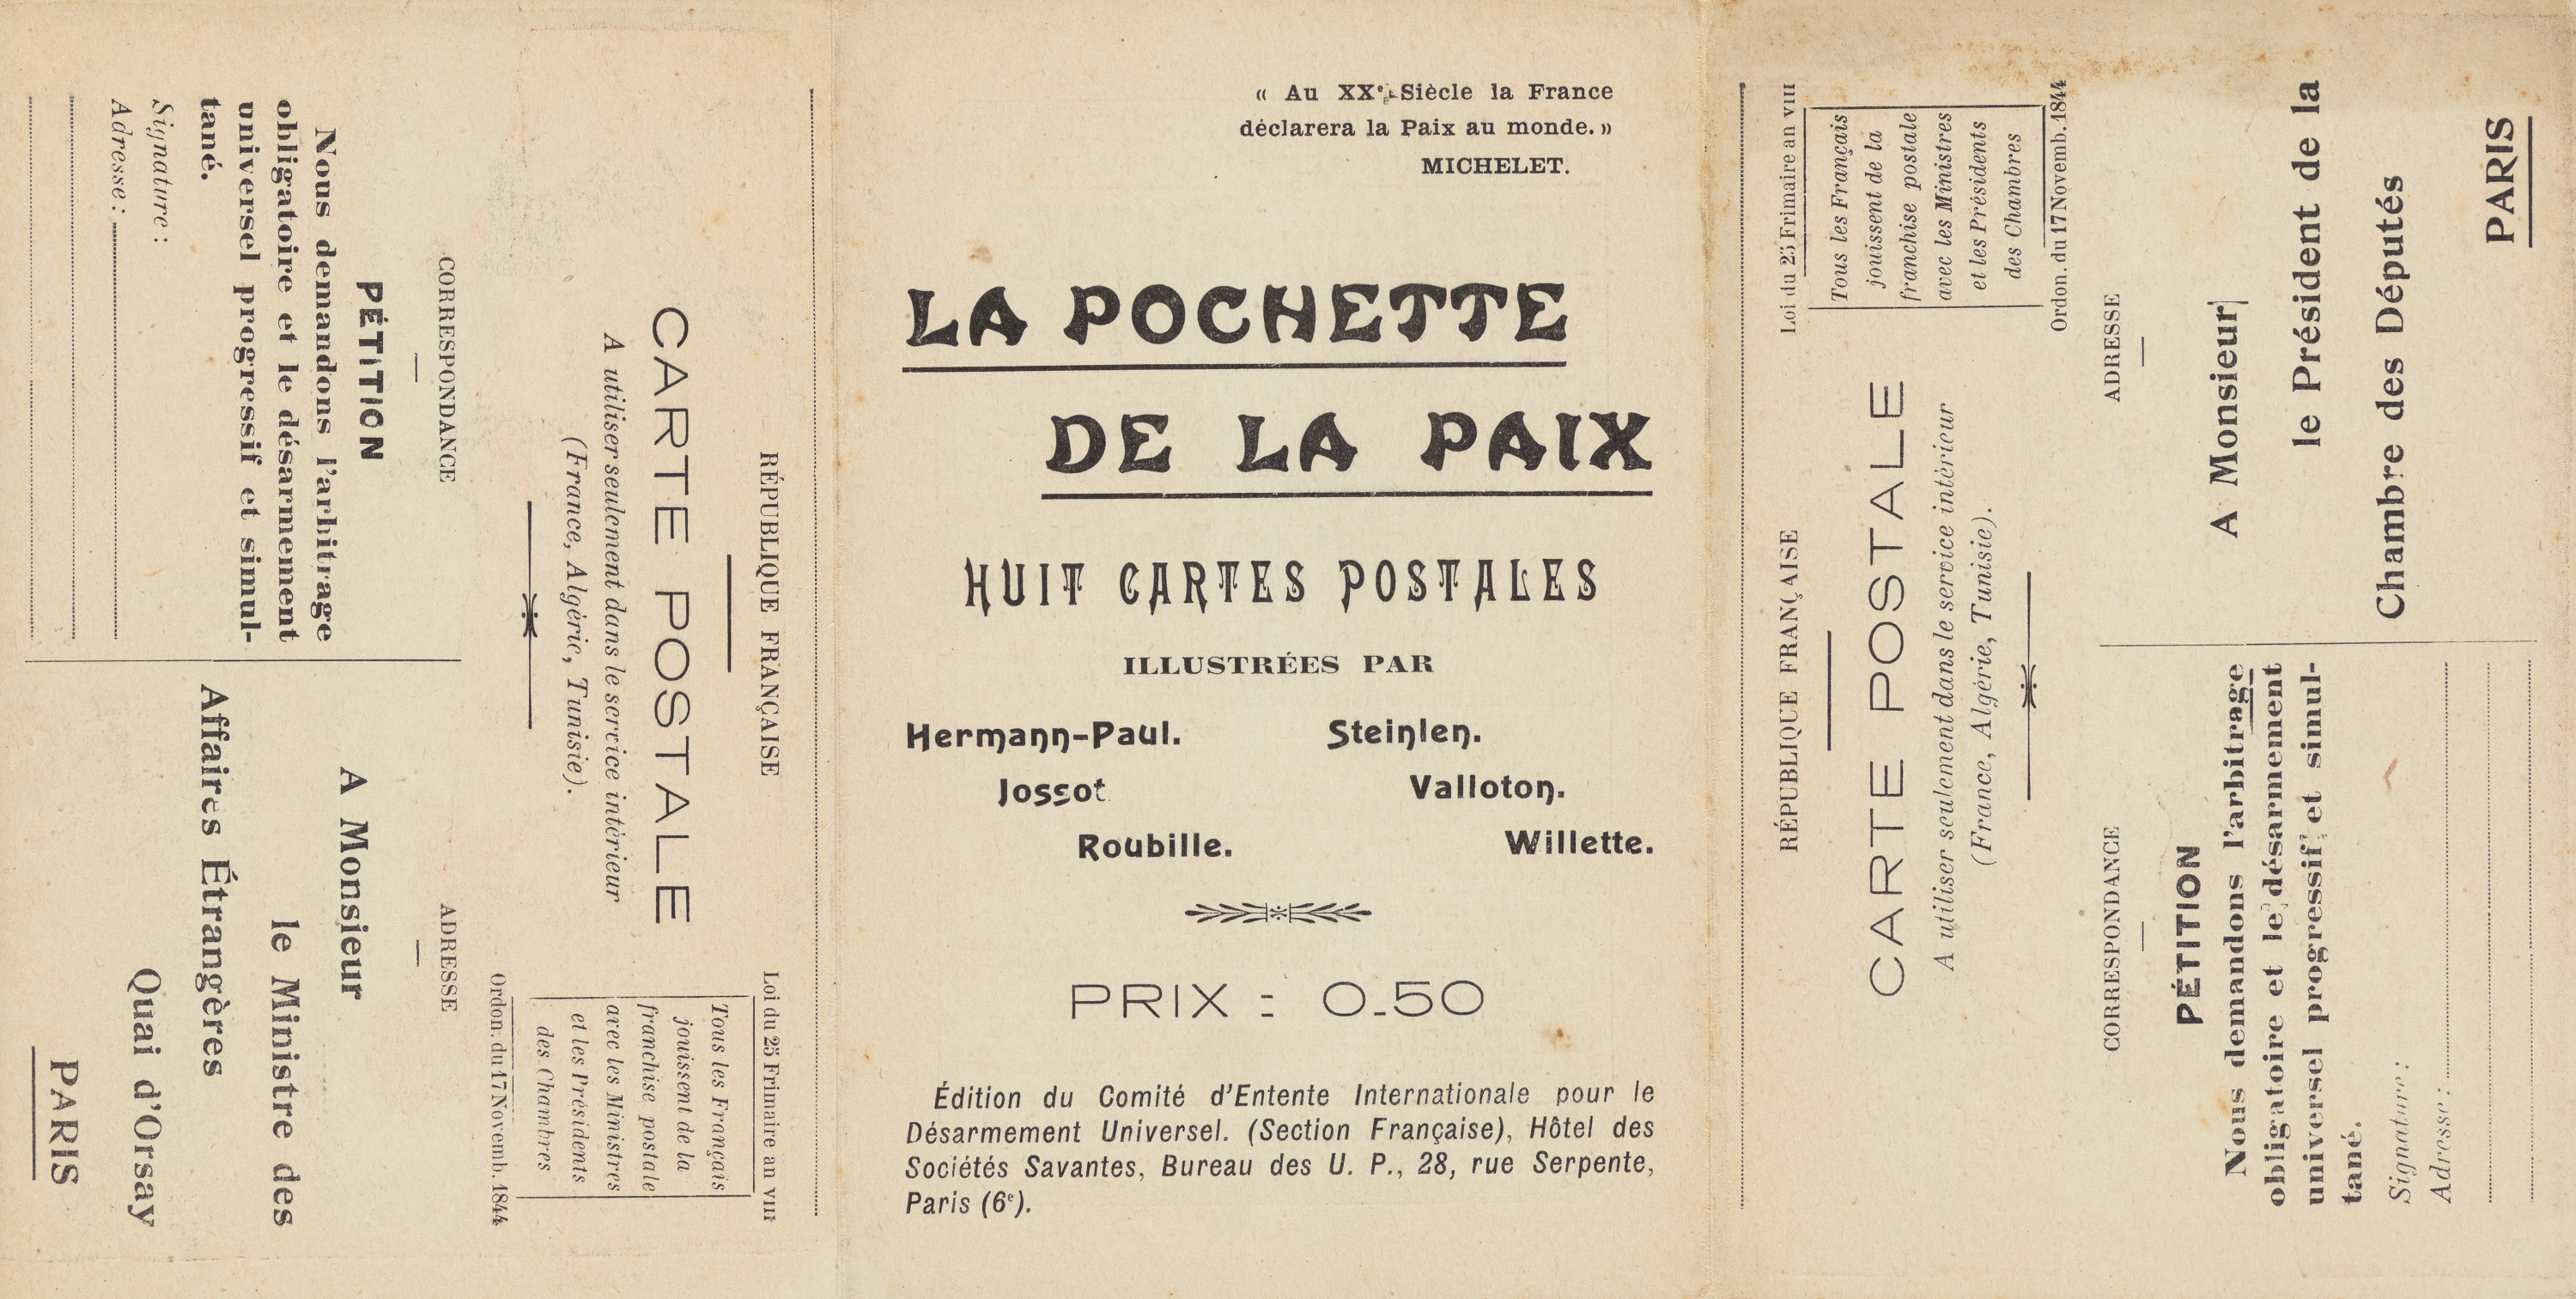 RÉPUBLIQUE FRANÇAISE
CARTE POSTALE
A utiliser seulement dans le service intérieur
(France, Algérie, Tunisie).
Loi du 25 Frimaire an VIII
Tous les Français
jouissent de la
franchise postale
avec les Ministres
et les Présidents
des Chambres
Ordon. du 17 Novemb. 1844
CORRESPONDANCE
PÉTITION
Nous demandons l'arbitrage
obligatoire et le désarmement
universel progressif et simul-
tané.
Signature :
Adresse :
ADRESSE
A Monsieur
le Ministre des
Affaires Étrangères
Quai d'Orsay
PARIS
« Au XXe Siècle la France
déclarera la Paix au monde. »
MICHELET.
LA POCHETTE
DE LA PAIX
HUIT CARTES POSTALES
ILLUSTRÉES PAR
Hermann-Paul. Steinlen.
Jossot Valloton.
Roubille. Willette.
PRIX : 0.50
Édition du Comité d'Entente Internationale pour le
Désarmement Universel. (Section Française), Hôtel des
Sociétés Savantes, Bureau des U. P., 28, rue Serpente,
Paris (6e).
RÉPUBLIQUE FRANÇAISE
CARTE POSTALE
A utiliser seulement dans le service intérieur
(France, Algérie, Tunisie).
Loi du 25 Frimaire an VIII
Tous les Français
jouissent de la
franchise postale
avec les Ministres
et les Présidents
des Chambres
Ordon. du 17 Novemb. 1844
CORRESPONDANCE
PÉTITION
Nous demandons l'arbitrage
obligatoire et le désarmement
universel progressif et simul-
tané.
Signature :
Adresse :
ADRESSE
A Monsieur
le Président de la
Chambre des Députés
PARIS